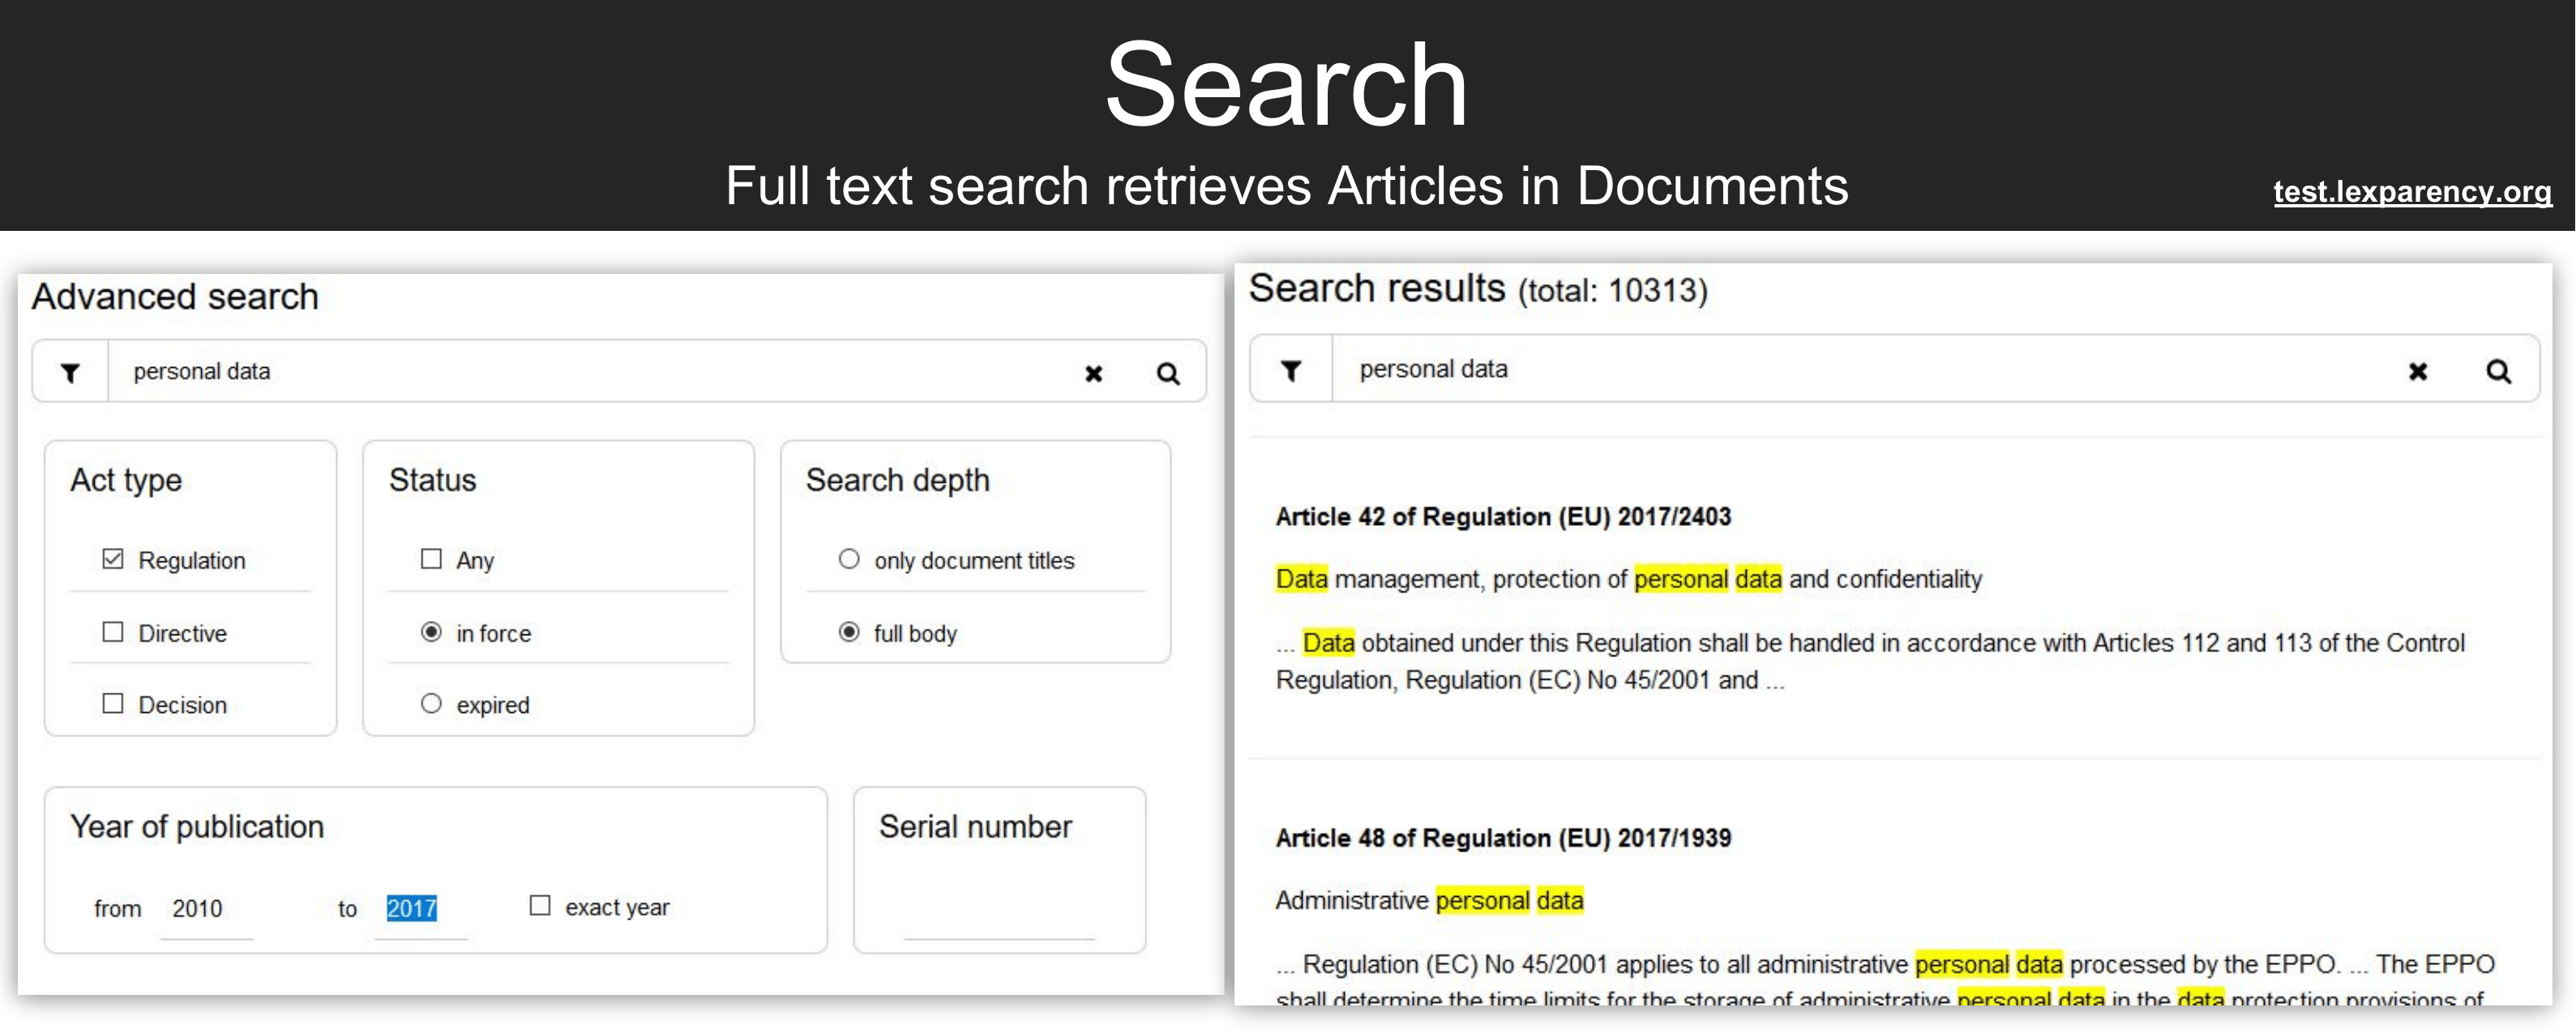 Search
Full text search retrieves Articles in Documents
test.lexparency.org
Advanced search
personal data
Act type
Regulation
Directive
Decision
Status
Any
in force
expired
Search depth
only document titles
full body
Year of publication
from 2010 to 2017 exact year
Serial number
Search results (total: 10313)
personal data
Article 42 of Regulation (EU) 2017/2403
Data management, protection of personal data and confidentiality
... Data obtained under this Regulation shall be handled in accordance with Articles 112 and 113 of the Control
Regulation, Regulation (EC) No 45/2001 and ...
Article 48 of Regulation (EU) 2017/1939
Administrative personal data
... Regulation (EC) No 45/2001 applies to all administrative personal data processed by the EPPO. ... The EPPO
shall determine the time limits for the storage of administrative personal data in the data protection provisions of